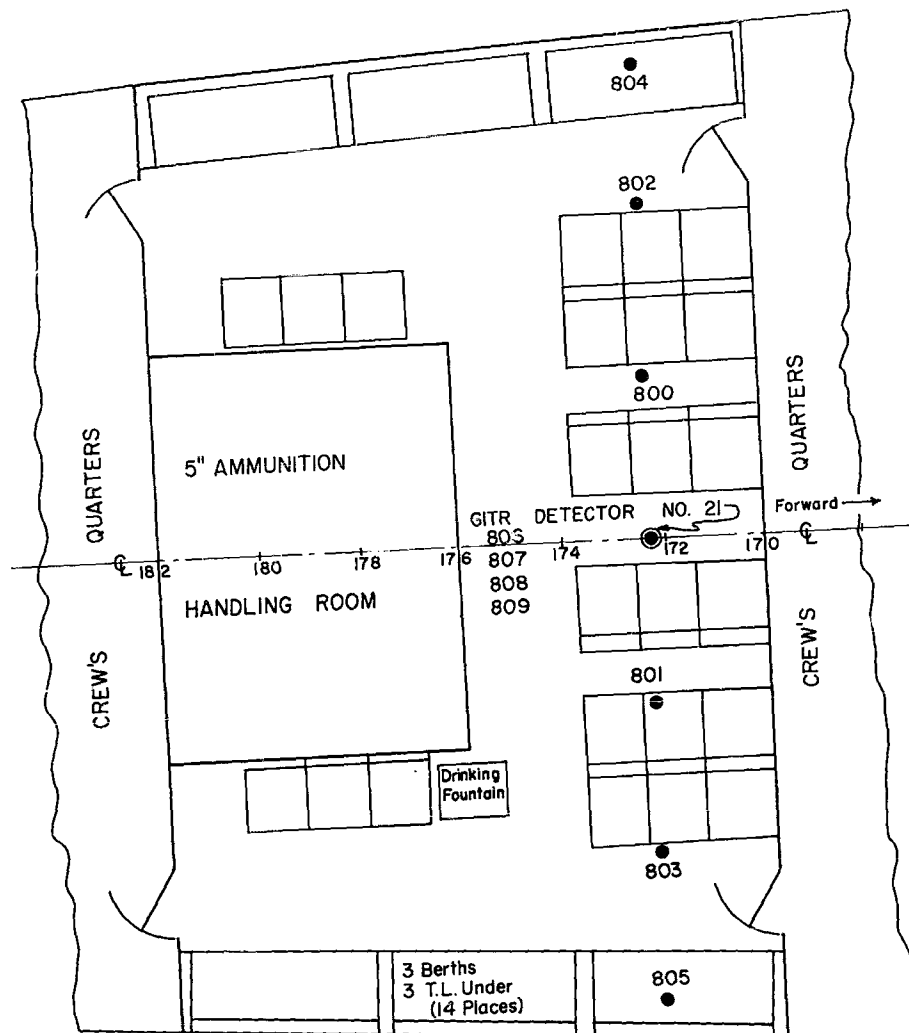 804
802
800
QUARTERS
QUARTERS
5" AMMUNITION
GITR DETECTOR NO. 21
Forward
806
℄ 182 180 178 176 174 172 170 ℄
807
808
809
HANDLING ROOM
CREW'S
CREW'S
801
Drinking
Fountain
803
3 Berths
3 T.L. Under
(14 Places)
805